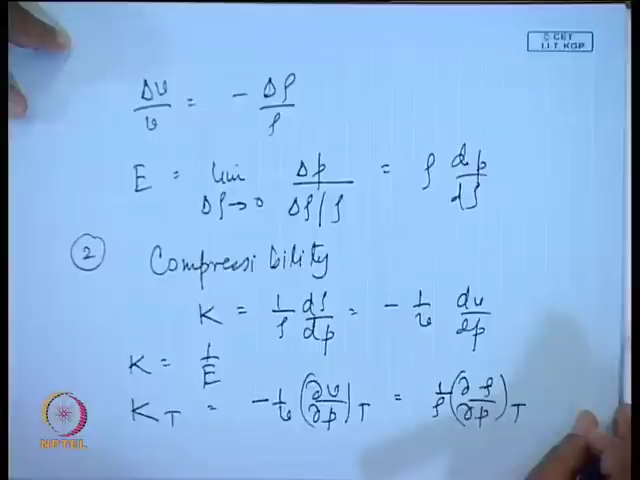 © CET
I.I.T. KGP
Δv/v = - Δρ/ρ
E = lim Δρ→0 Δp/(Δρ/ρ) = ρ dp/dρ
② Compressibility
K = 1/ρ dρ/dp = - 1/v dv/dp
K = 1/E
K_T = -1/v (∂v/∂p)_T = 1/ρ (∂ρ/∂p)_T
NPTEL